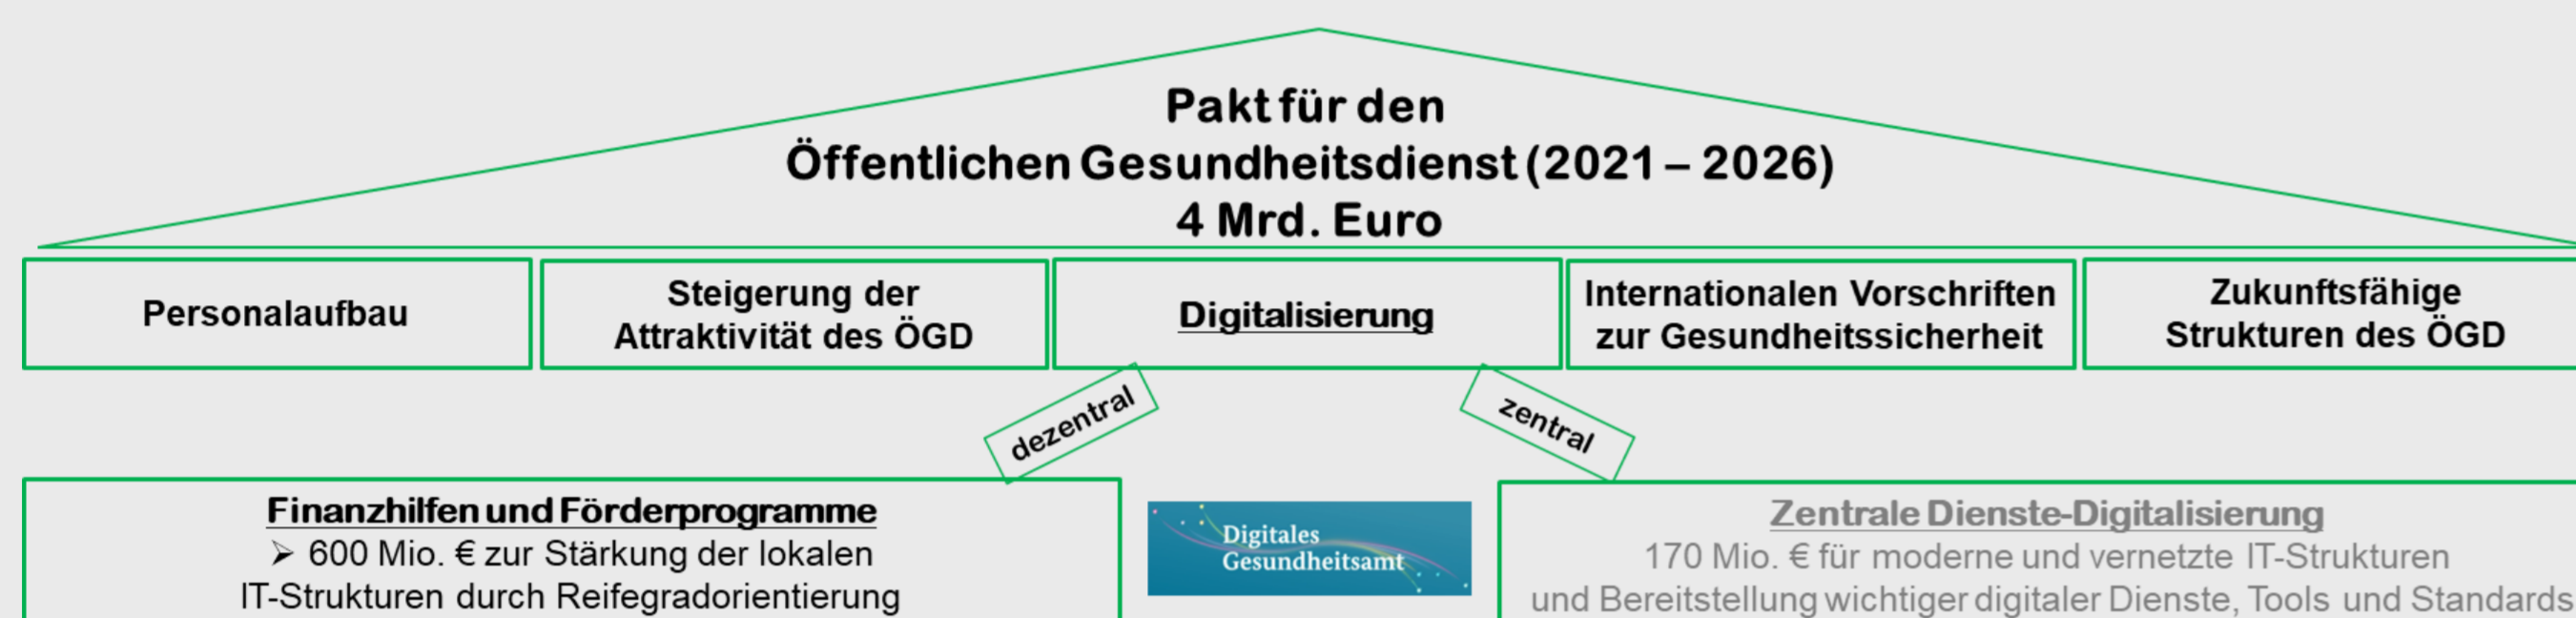 Pakt für den
Öffentlichen Gesundheitsdienst (2021 – 2026)
4 Mrd. Euro
Personalaufbau
Steigerung der
Attraktivität des ÖGD
Digitalisierung
Internationalen Vorschriften
zur Gesundheitssicherheit
Zukunftsfähige
Strukturen des ÖGD
dezentral
zentral
Finanzhilfen und Förderprogramme
➢ 600 Mio. € zur Stärkung der lokalen
IT-Strukturen durch Reifegradorientierung
Digitales
Gesundheitsamt
Zentrale Dienste-Digitalisierung
170 Mio. € für moderne und vernetzte IT-Strukturen
und Bereitstellung wichtiger digitaler Dienste, Tools und Standards